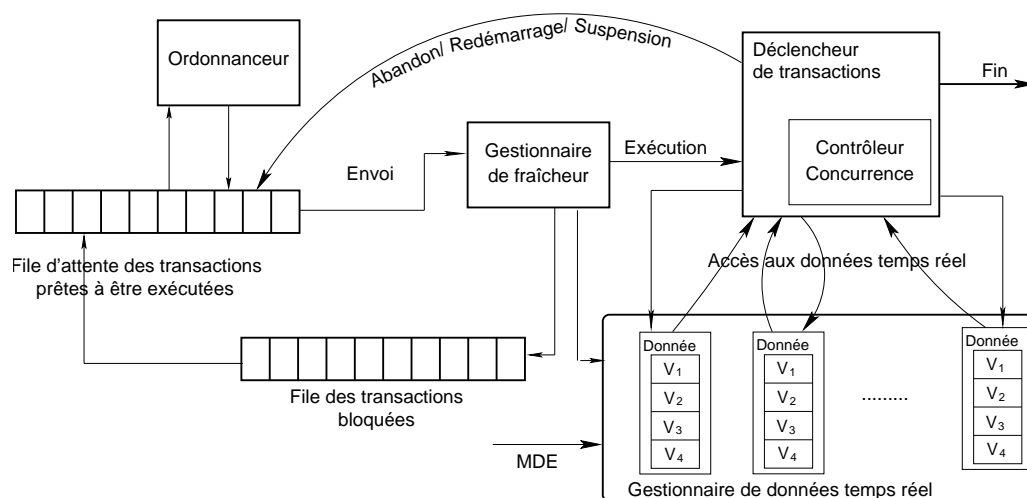 Ordonnanceur
Abandon/ Redémarrage/ Suspension
Déclencheur
de transactions
Fin
Contrôleur
Concurrence
Envoi
Gestionnaire
de fraîcheur
Exécution
File d'attente des transactions
prêtes à être exécutées
Accès aux données temps réel
File des transactions
bloquées
MDE
Donnée
V1
V2
V3
V4
Donnée
V1
V2
V3
V4
.........
Donnée
V1
V2
V3
V4
Gestionnaire de données temps réel